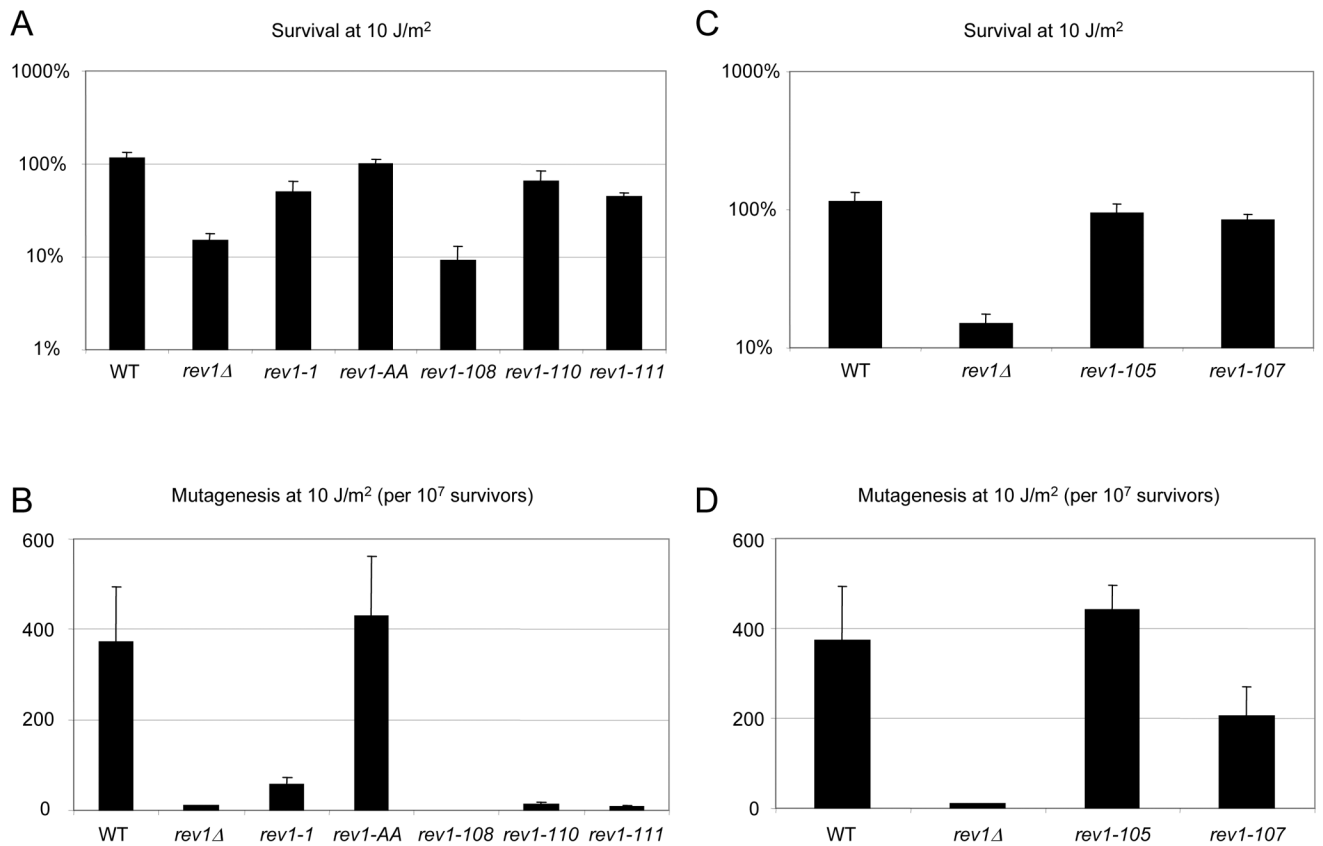 A
Survival at 10 J/m²
1000%
100%
10%
1%
WT rev1Δ rev1-1 rev1-AA rev1-108 rev1-110 rev1-111
B
Mutagenesis at 10 J/m² (per 10⁷ survivors)
600
400
200
0
WT rev1Δ rev1-1 rev1-AA rev1-108 rev1-110 rev1-111
C
Survival at 10 J/m²
1000%
100%
10%
WT rev1Δ rev1-105 rev1-107
D
Mutagenesis at 10 J/m² (per 10⁷ survivors)
600
400
200
0
WT rev1Δ rev1-105 rev1-107